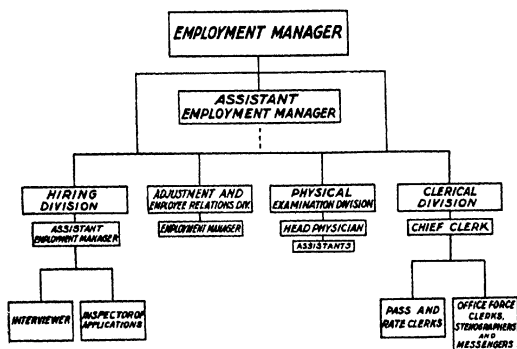 EMPLOYMENT MANAGER
ASSISTANT
EMPLOYMENT MANAGER
HIRING
DIVISION
ASSISTANT
EMPLOYMENT MANAGER
INTERVIEWER
INSPECTOR OF
APPLICATIONS
ADJUSTMENT AND
EMPLOYEE RELATIONS DIV.
EMPLOYMENT MANAGER
PHYSICAL
EXAMINATION DIVISION
HEAD PHYSICIAN
ASSISTANTS
CLERICAL
DIVISION
CHIEF CLERK
PASS AND
RATE CLERKS
OFFICE FORCE
CLERKS,
STENOGRAPHERS
AND
MESSENGERS